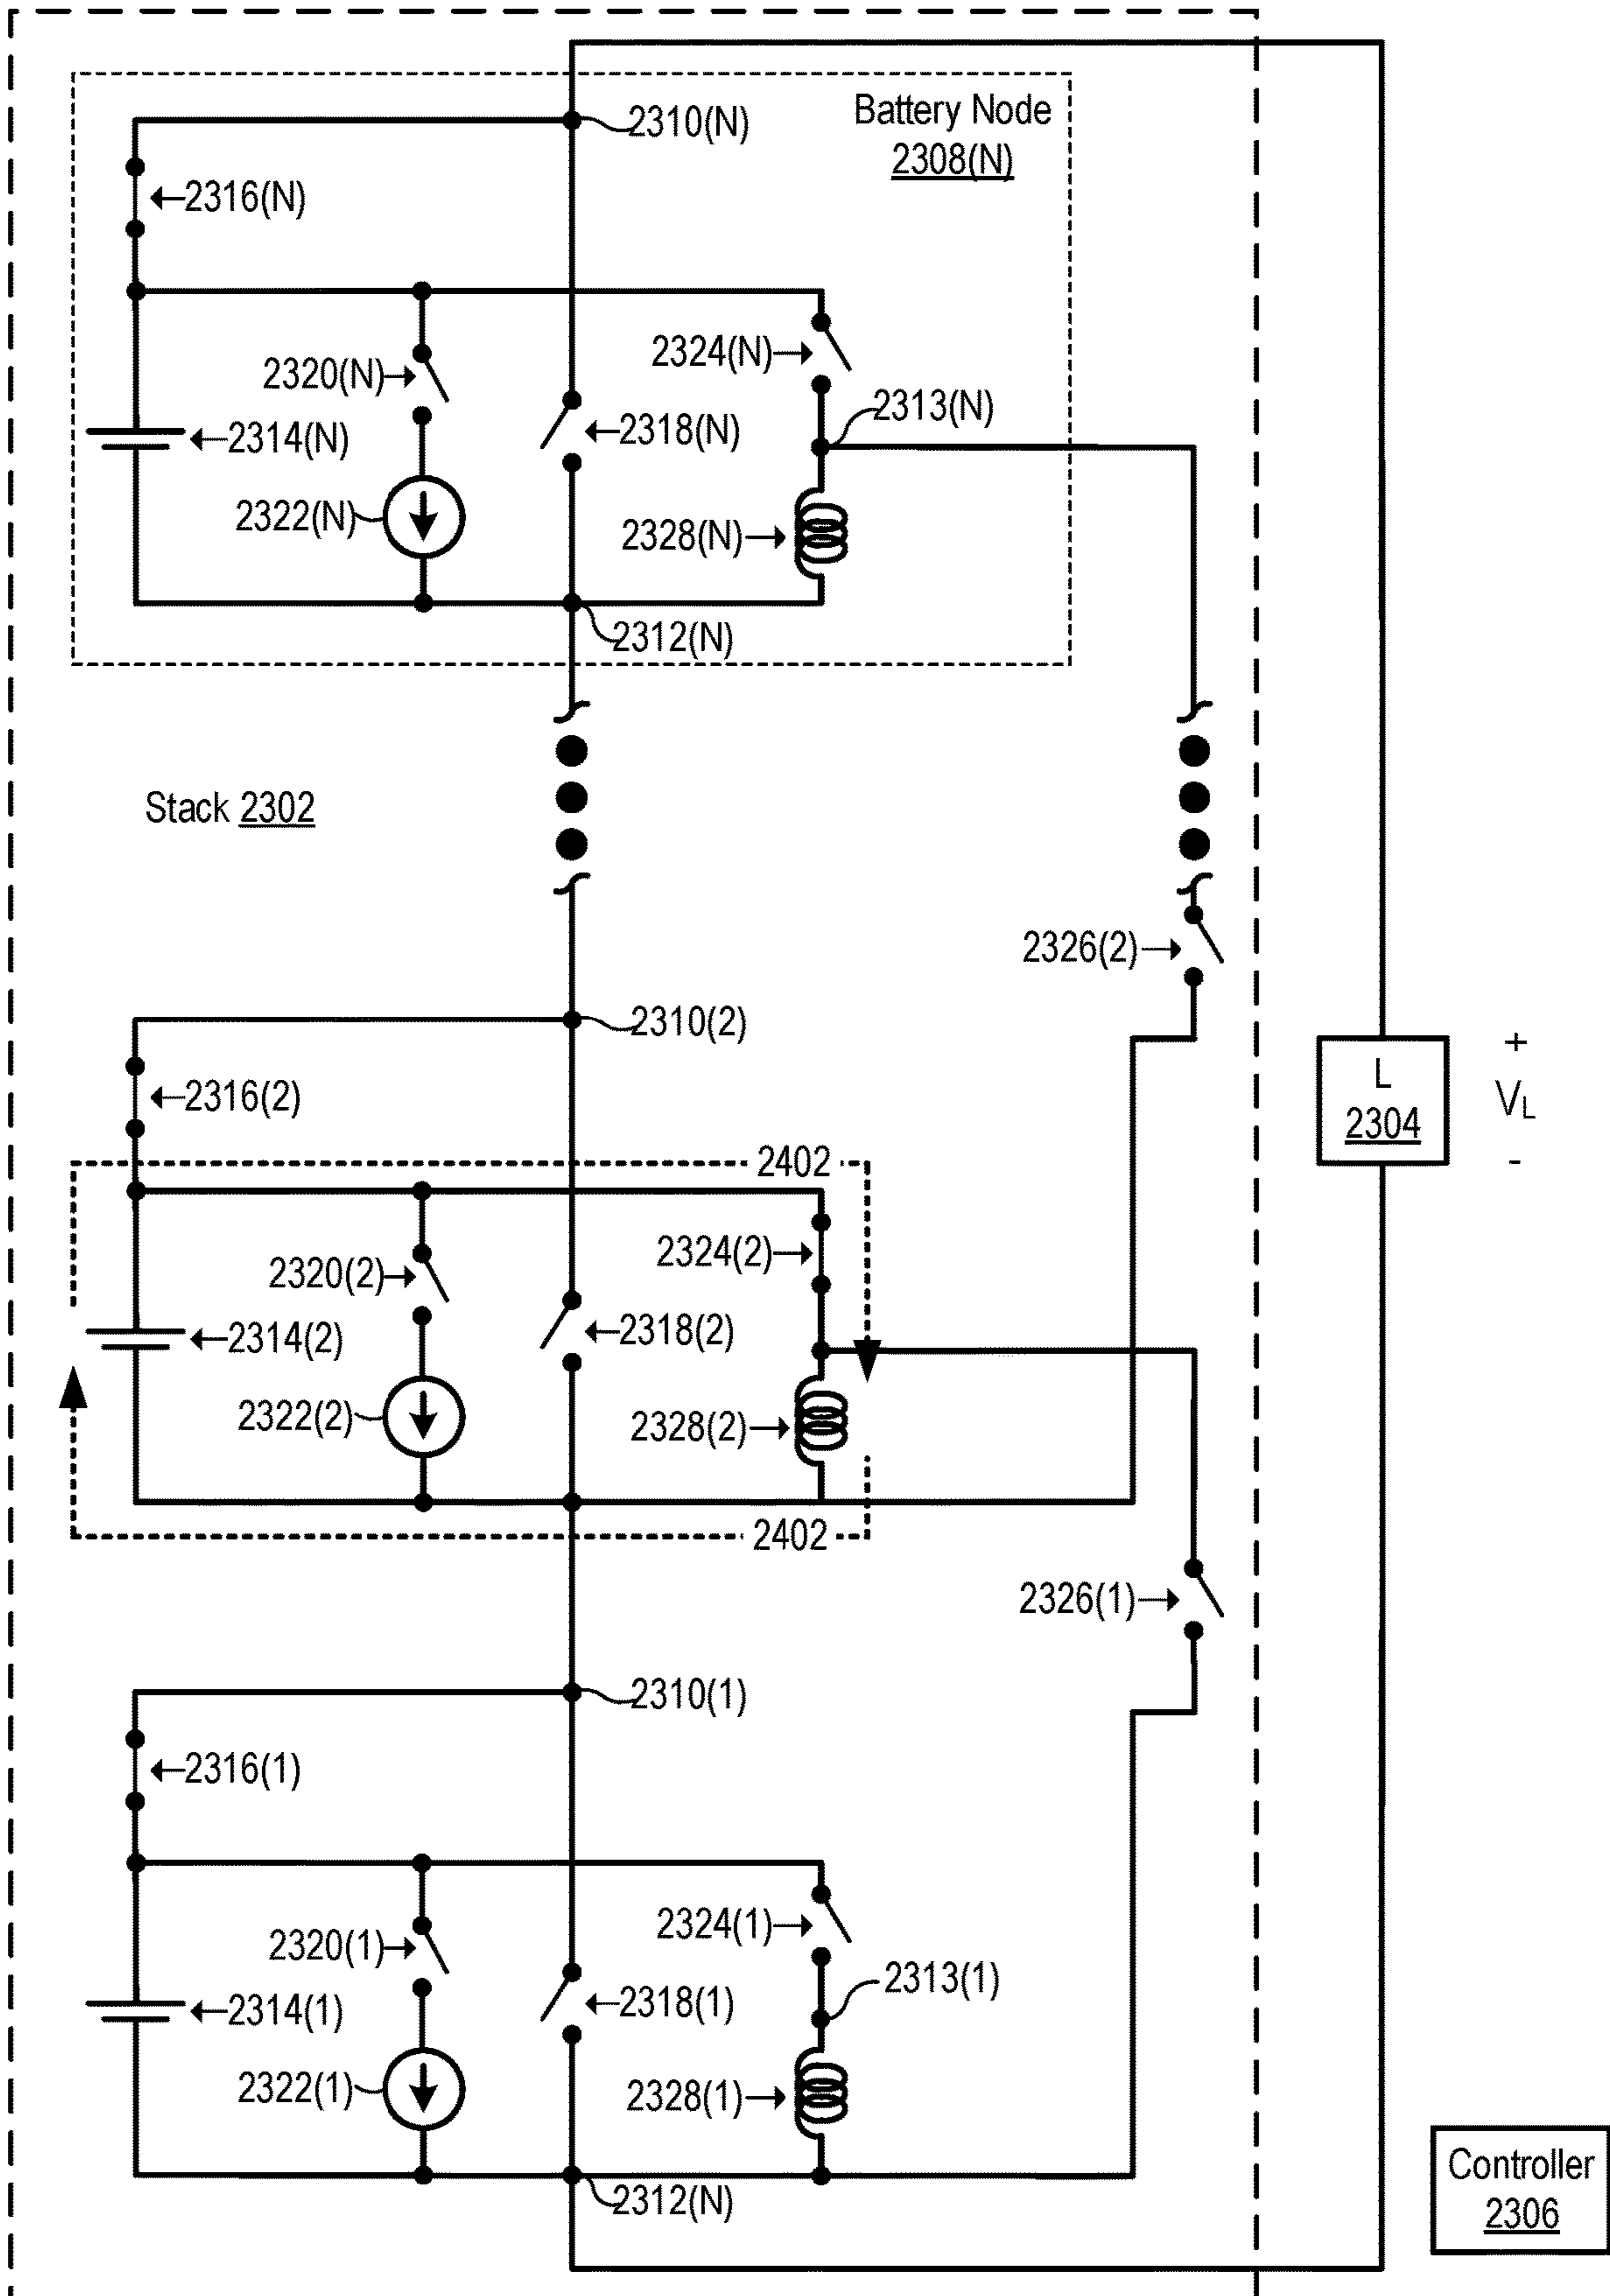 2310(N)
Battery Node
2308(N)
2316(N)
2324(N)
2320(N)
2313(N)
2318(N)
2314(N)
2322(N)
2328(N)
2312(N)
Stack 2302
2326(2)
2310(2)
L
2304
+
VL
-
2316(2)
2402
2324(2)
2320(2)
2318(2)
2314(2)
2322(2)
2328(2)
2402
2326(1)
2310(1)
2316(1)
2324(1)
2320(1)
2313(1)
2318(1)
2314(1)
2322(1)
2328(1)
2312(N)
Controller
2306